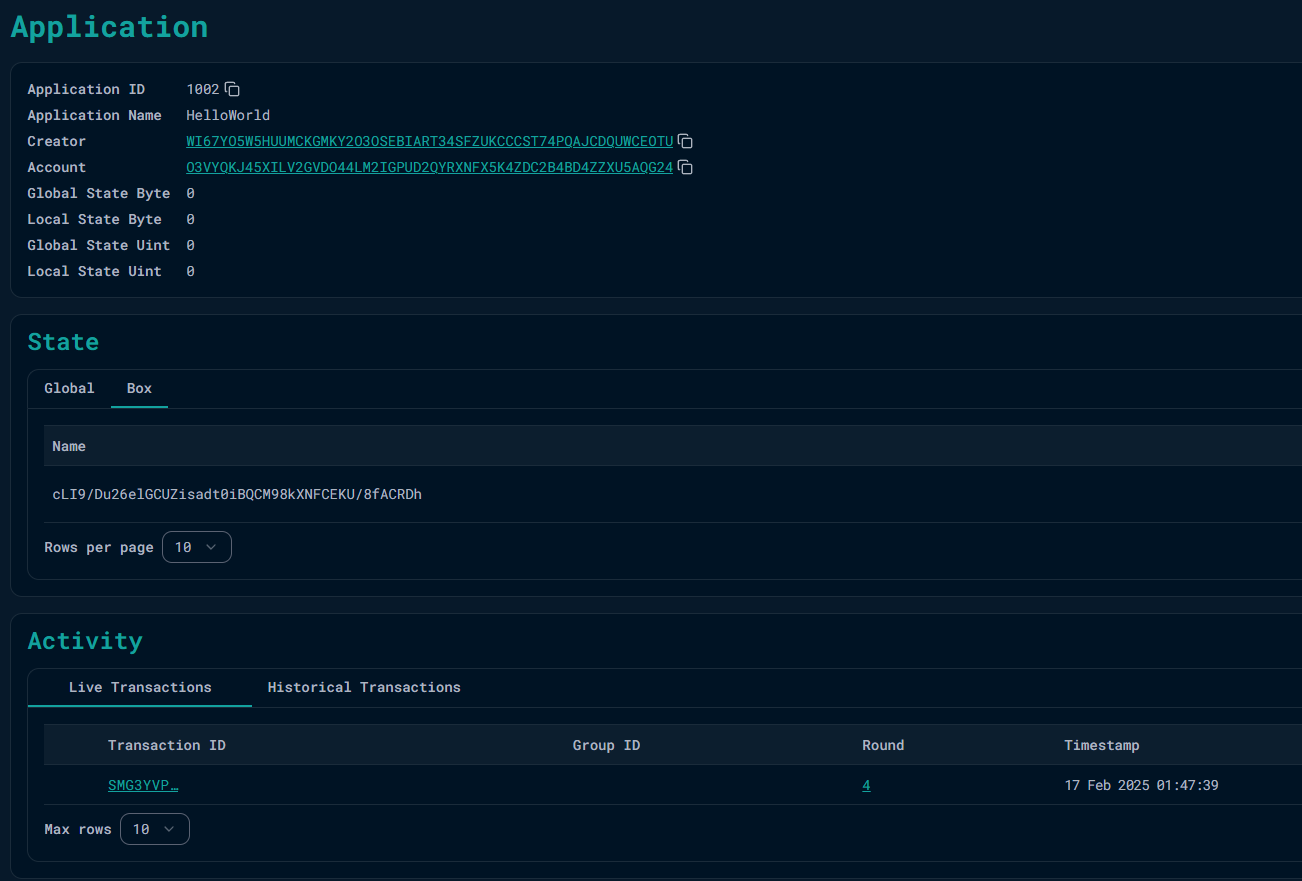 Application
Application ID 1002
Application Name HelloWorld
Creator WI67YO5W5HUUMCKGMKY2O3OSEBIART34SFZUKCCCST74PQAJCDQUWCEOTU
Account O3VYQKJ45XILV2GVDO44LM2IGPUD2QYRXNFX5K4ZDC2B4BD4ZZXU5AQG24
Global State Byte 0
Local State Byte 0
Global State Uint 0
Local State Uint 0
State
Global Box
Name
cLI9/Du26elGCUZisadt0iBQCM98kXNFCEKU/8fACRDh
Rows per page 10
Activity
Live Transactions Historical Transactions
Transaction ID Group ID Round Timestamp
SMG3YVP… 4 17 Feb 2025 01:47:39
Max rows 10